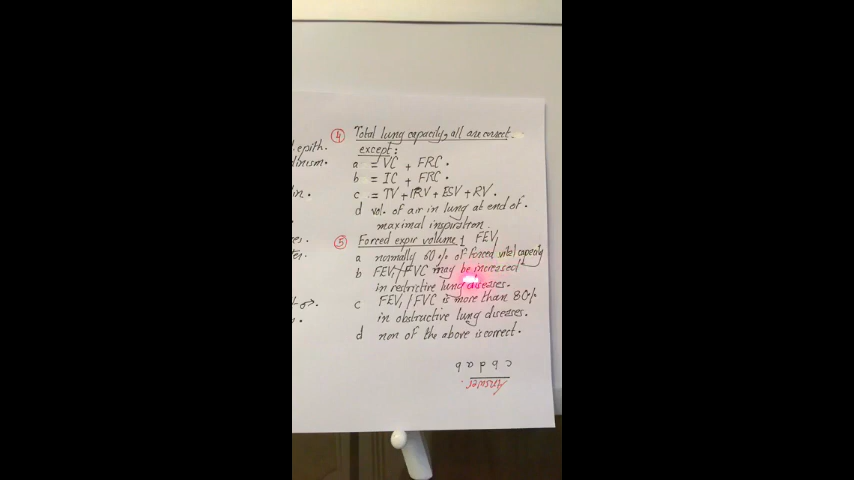 epith.
dinism.
in.
es.
ter.
④ Total lung capacity, all are correct
except:
a = VC + FRC.
b = IC + FRC.
c = TV + IRV + ESV + RV.
d vol. of air in lung at end of
maximal inspiration.
⑤ Forced expir volume 1 FEV1
a normally 60% of forced vital capacity
b FEV1/FVC may be increased
in restrictive lung diseases.
c FEV1/FVC is more than 80%
in obstructive lung diseases.
d non of the above is correct.
Answer
c b d a b